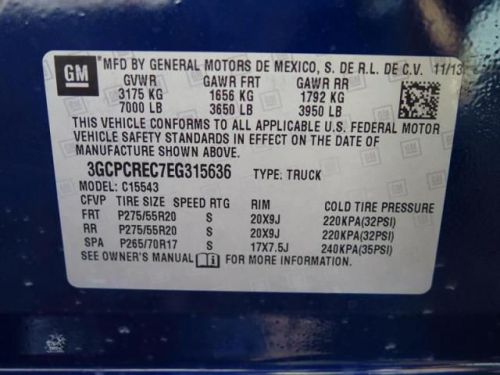 GM
MFD BY GENERAL MOTORS DE MEXICO, S. DE R.L. DE C.V. 11/13
GVWR GAWR FRT GAWR RR
3175 KG 1656 KG 1792 KG
7000 LB 3650 LB 3950 LB
THIS VEHICLE CONFORMS TO ALL APPLICABLE U.S. FEDERAL MOTOR
VEHICLE SAFETY STANDARDS IN EFFECT ON THE DATE OF
MANUFACTURE SHOWN ABOVE.
3GCPCREC7EG315636 TYPE: TRUCK
MODEL: C15543
CFVP TIRE SIZE SPEED RTG RIM COLD TIRE PRESSURE
FRT P275/55R20 S 20X9J 220KPA(32PSI)
RR P275/55R20 S 20X9J 220KPA(32PSI)
SPA P265/70R17 S 17X7.5J 240KPA(35PSI)
SEE OWNER'S MANUAL FOR MORE INFORMATION.